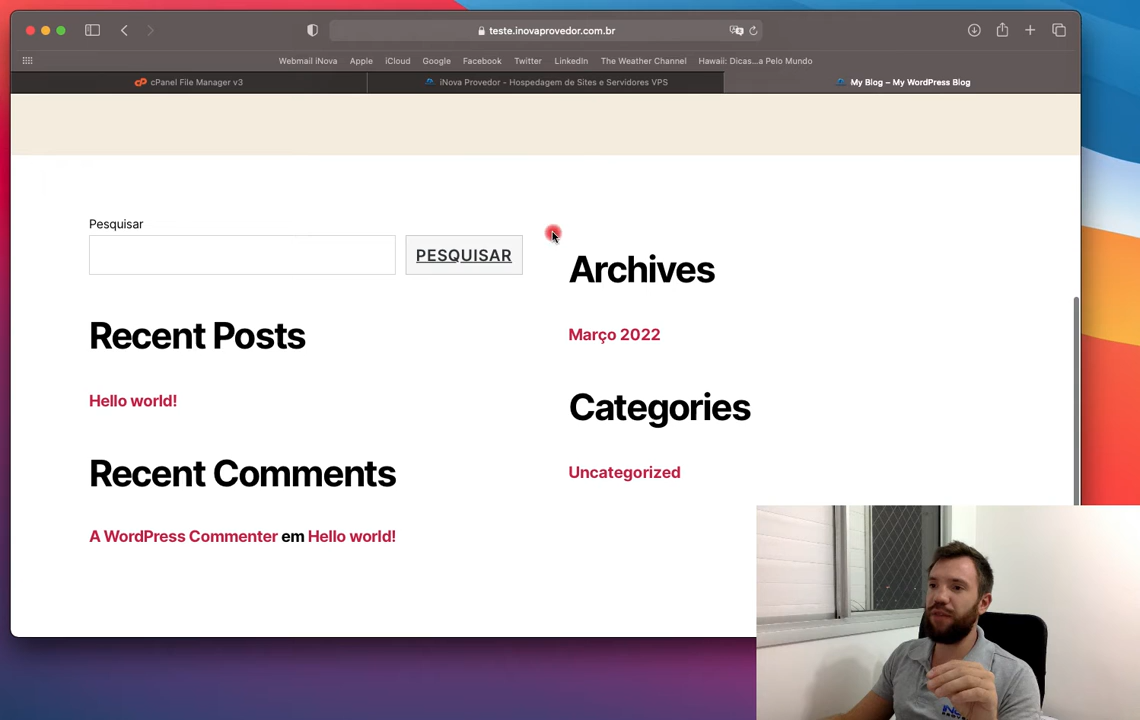 teste.inovaprovedor.com.br
Webmail iNova Apple iCloud Google Facebook Twitter LinkedIn The Weather Channel Hawaii: Dicas...a Pelo Mundo
cPanel File Manager v3
iNova Provedor - Hospedagem de Sites e Servidores VPS
My Blog – My WordPress Blog
Pesquisar
PESQUISAR
Recent Posts
Hello world!
Recent Comments
A WordPress Commenter em Hello world!
Archives
Março 2022
Categories
Uncategorized